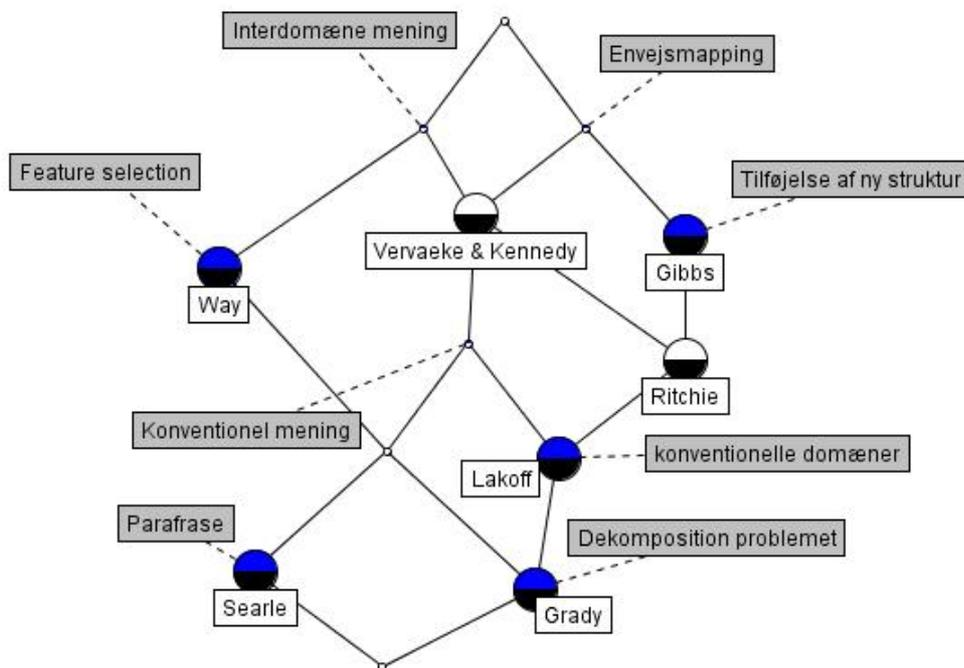 Interdomæne mening
Envejsmapping
Feature selection
Tilføjelse af ny struktur
Vervaeke & Kennedy
Gibbs
Way
Ritchie
Konventionel mening
konventionelle domæner
Lakoff
Parafrase
Dekomposition problemet
Searle
Grady